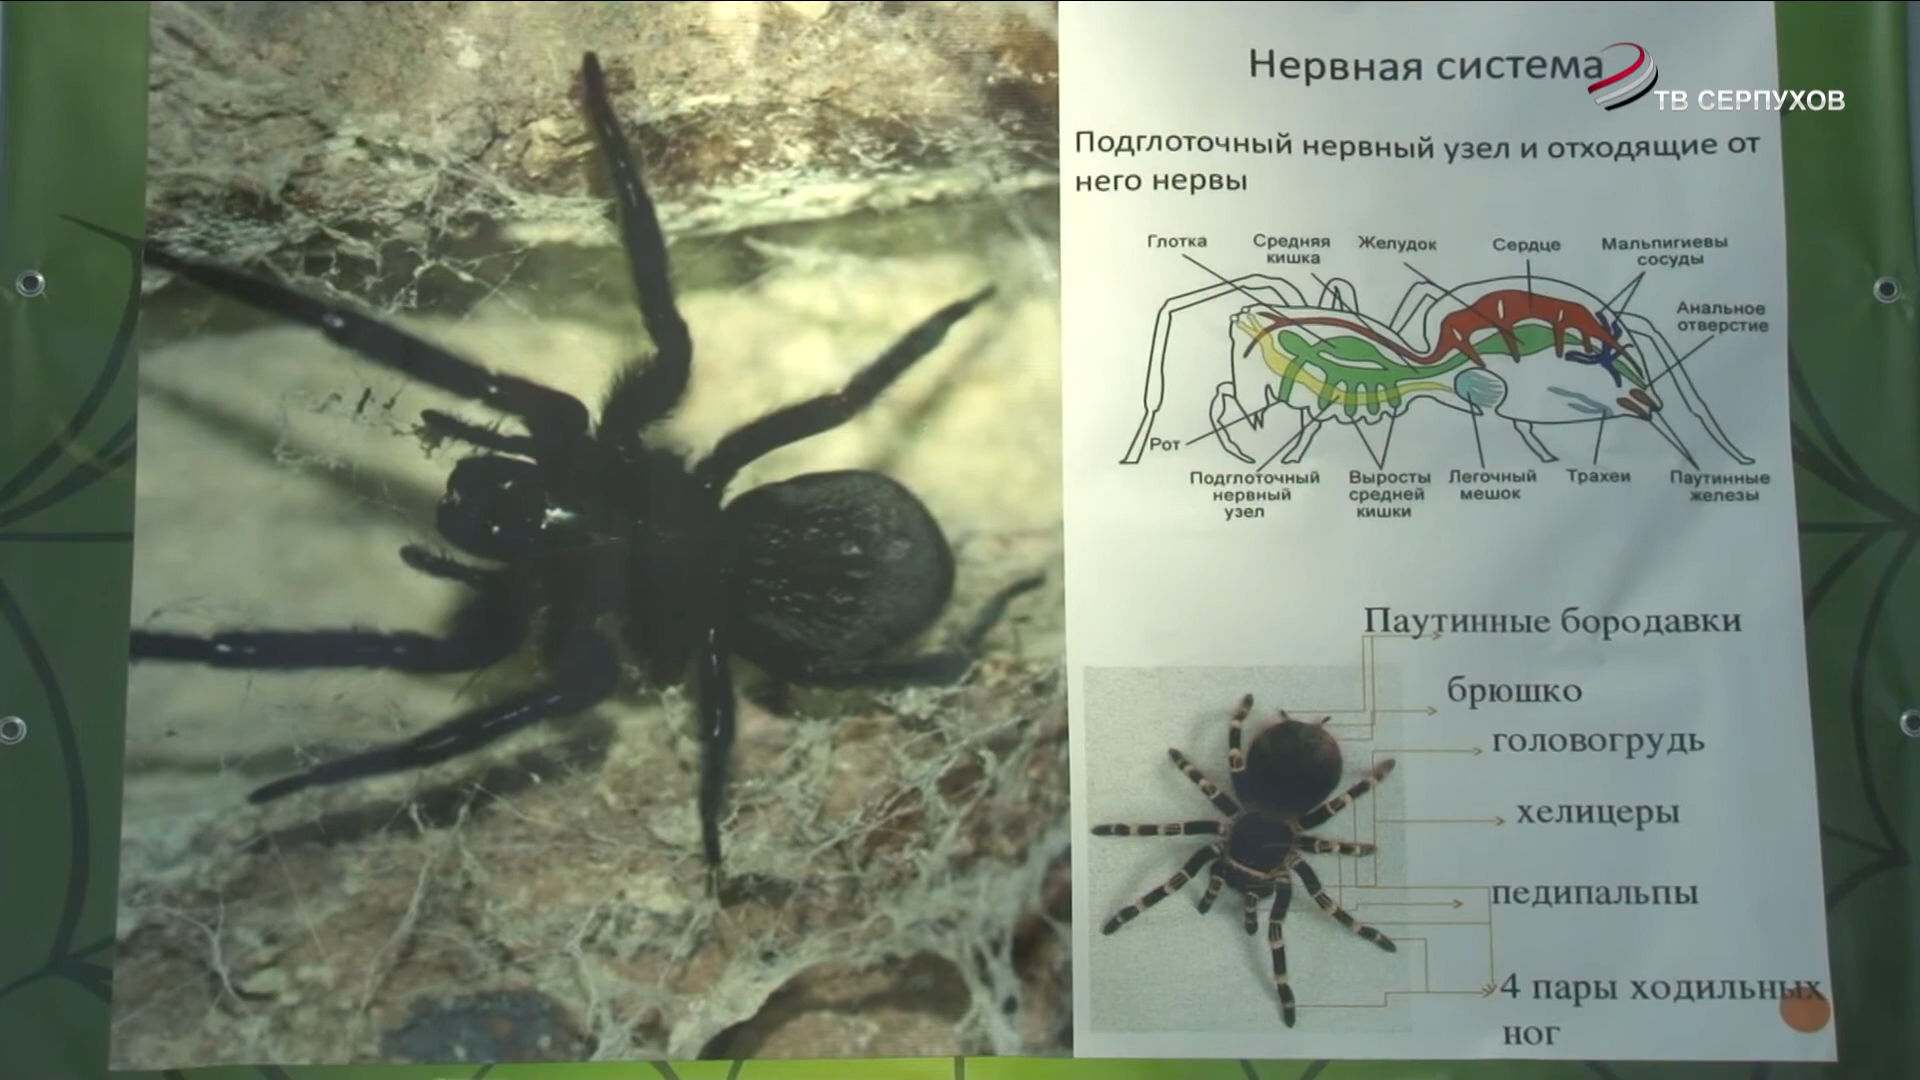 Нервная система
ТВ СЕРПУХОВ
Подглоточный нервный узел и отходящие от
него нервы
Глотка
Средняя
кишка
Желудок
Сердце
Мальпигиевы
сосуды
Анальное
отверстие
Рот
Подглоточный
нервный
узел
Выросты
средней
кишки
Легочный
мешок
Трахеи
Паутинные
железы
Паутинные бородавки
брюшко
головогрудь
хелицеры
педипальпы
4 пары ходильных
ног